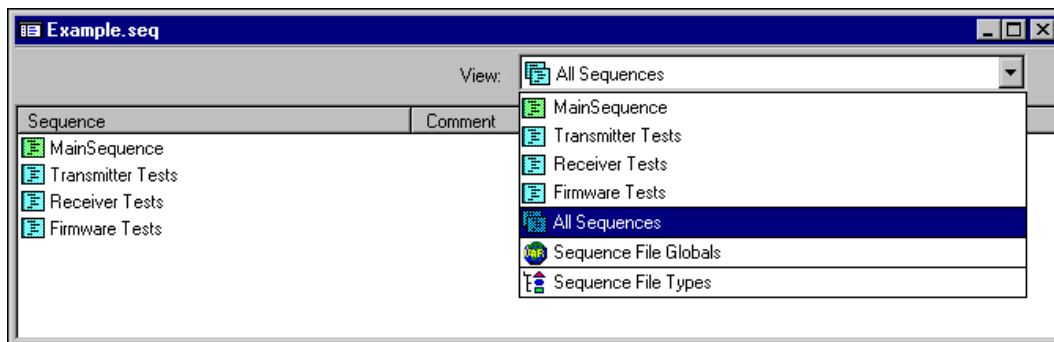 Example.seq
View: All Sequences
Sequence Comment
MainSequence
Transmitter Tests
Receiver Tests
Firmware Tests
MainSequence
Transmitter Tests
Receiver Tests
Firmware Tests
All Sequences
Sequence File Globals
Sequence File Types